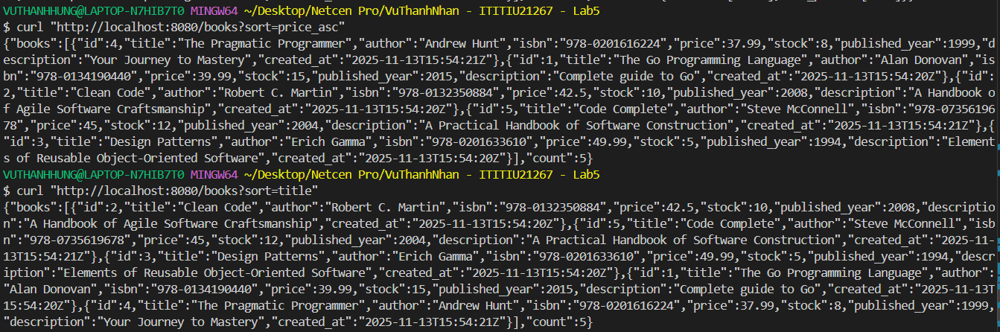 VUTHANHHUNG@LAPTOP-N7HIB7T0 MINGW64 ~/Desktop/Netcen Pro/VuThanhNhan - ITITIU21267 - Lab5
$ curl "http://localhost:8080/books?sort=price_asc"
{"books":[{"id":4,"title":"The Pragmatic Programmer","author":"Andrew Hunt","isbn":"978-0201616224","price":37.99,"stock":8,"published_year":1999,"d
escription":"Your Journey to Mastery","created_at":"2025-11-13T15:54:21Z"},{"id":1,"title":"The Go Programming Language","author":"Alan Donovan","is
bn":"978-0134190440","price":39.99,"stock":15,"published_year":2015,"description":"Complete guide to Go","created_at":"2025-11-13T15:54:20Z"},{"id":
2,"title":"Clean Code","author":"Robert C. Martin","isbn":"978-0132350884","price":42.5,"stock":10,"published_year":2008,"description":"A Handbook o
f Agile Software Craftsmanship","created_at":"2025-11-13T15:54:20Z"},{"id":5,"title":"Code Complete","author":"Steve McConnell","isbn":"978-07356196
78","price":45,"stock":12,"published_year":2004,"description":"A Practical Handbook of Software Construction","created_at":"2025-11-13T15:54:21Z"},{
"id":3,"title":"Design Patterns","author":"Erich Gamma","isbn":"978-0201633610","price":49.99,"stock":5,"published_year":1994,"description":"Element
s of Reusable Object-Oriented Software","created_at":"2025-11-13T15:54:20Z"}],"count":5}
VUTHANHHUNG@LAPTOP-N7HIB7T0 MINGW64 ~/Desktop/Netcen Pro/VuThanhNhan - ITITIU21267 - Lab5
$ curl "http://localhost:8080/books?sort=title"
{"books":[{"id":2,"title":"Clean Code","author":"Robert C. Martin","isbn":"978-0132350884","price":42.5,"stock":10,"published_year":2008,"descriptio
n":"A Handbook of Agile Software Craftsmanship","created_at":"2025-11-13T15:54:20Z"},{"id":5,"title":"Code Complete","author":"Steve McConnell","isb
n":"978-0735619678","price":45,"stock":12,"published_year":2004,"description":"A Practical Handbook of Software Construction","created_at":"2025-11-
13T15:54:21Z"},{"id":3,"title":"Design Patterns","author":"Erich Gamma","isbn":"978-0201633610","price":49.99,"stock":5,"published_year":1994,"descr
iption":"Elements of Reusable Object-Oriented Software","created_at":"2025-11-13T15:54:20Z"},{"id":1,"title":"The Go Programming Language","author":
"Alan Donovan","isbn":"978-0134190440","price":39.99,"stock":15,"published_year":2015,"description":"Complete guide to Go","created_at":"2025-11-13T
15:54:20Z"},{"id":4,"title":"The Pragmatic Programmer","author":"Andrew Hunt","isbn":"978-0201616224","price":37.99,"stock":8,"published_year":1999,
"description":"Your Journey to Mastery","created_at":"2025-11-13T15:54:21Z"}],"count":5}